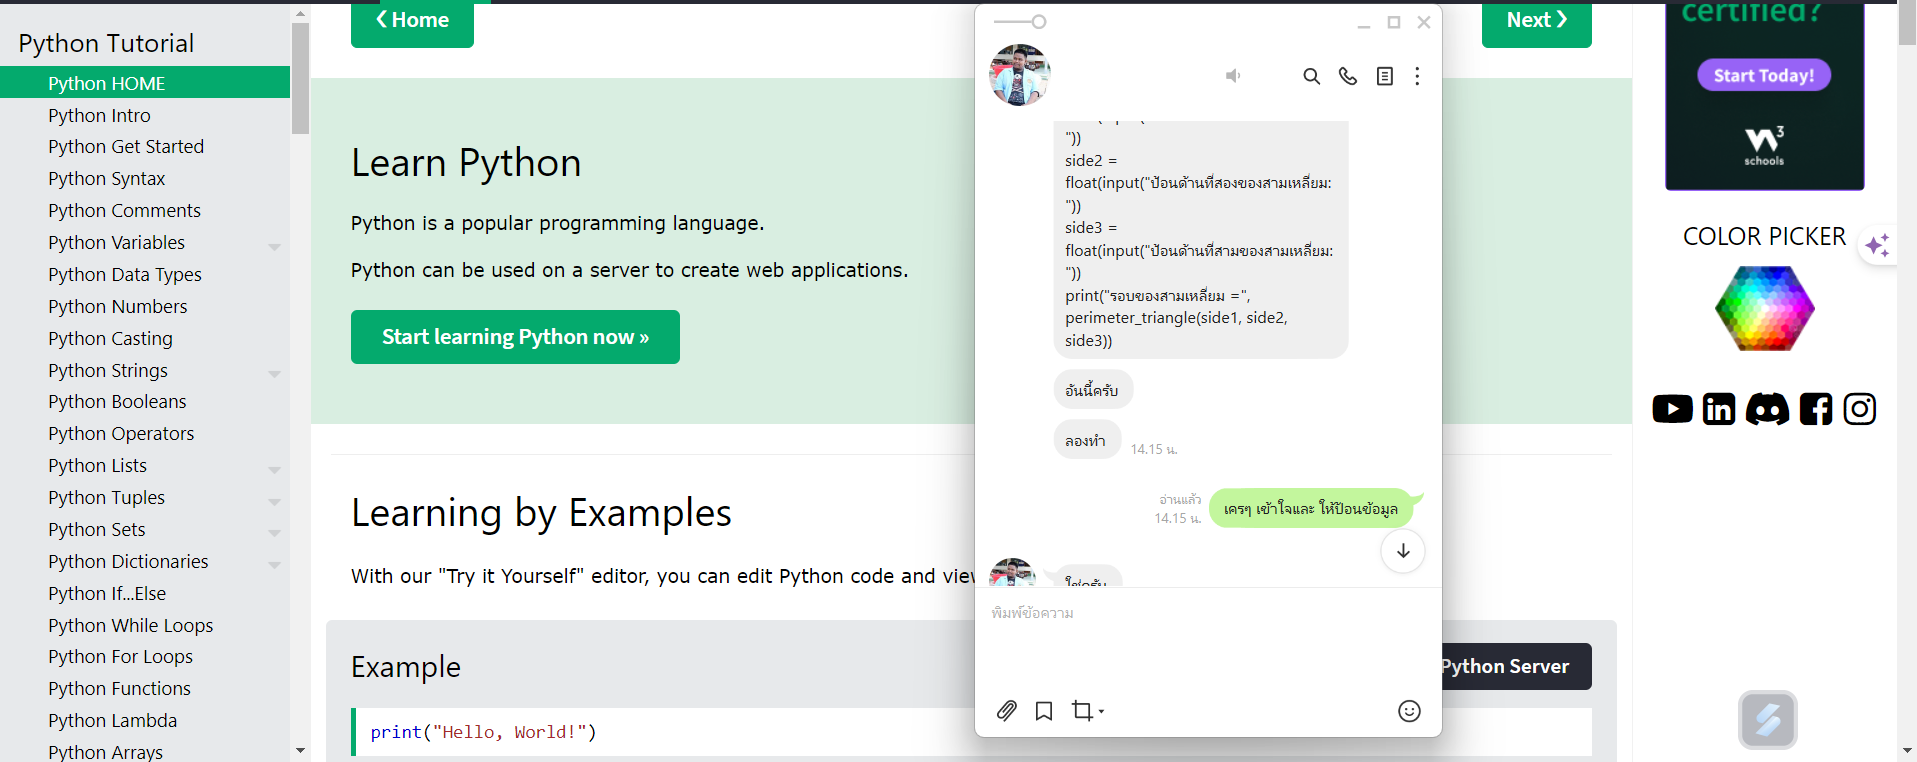 Python Tutorial
Python HOME
Python Intro
Python Get Started
Python Syntax
Python Comments
Python Variables
Python Data Types
Python Numbers
Python Casting
Python Strings
Python Booleans
Python Operators
Python Lists
Python Tuples
Python Sets
Python Dictionaries
Python If...Else
Python While Loops
Python For Loops
Python Functions
Python Lambda
Python Arrays
❮ Home
Next ❯
Learn Python
Python is a popular programming language.
Python can be used on a server to create web applications.
Start learning Python now »
Learning by Examples
With our "Try it Yourself" editor, you can edit Python code and view
Example
Python Server
print("Hello, World!")
"))
side2 =
float(input("ป้อนด้านที่สองของสามเหลี่ยม:
"))
side3 =
float(input("ป้อนด้านที่สามของสามเหลี่ยม:
"))
print("รอบของสามเหลี่ยม =",
perimeter_triangle(side1, side2,
side3))
อันนี้ครับ
ลองทำ
14.15 น.
อ่านแล้ว
14.15 น.
เครๆ เข้าใจและ ให้ป้อนข้อมูล
ใช่ครับ
พิมพ์ข้อความ
certified?
Start Today!
W3
schools
COLOR PICKER